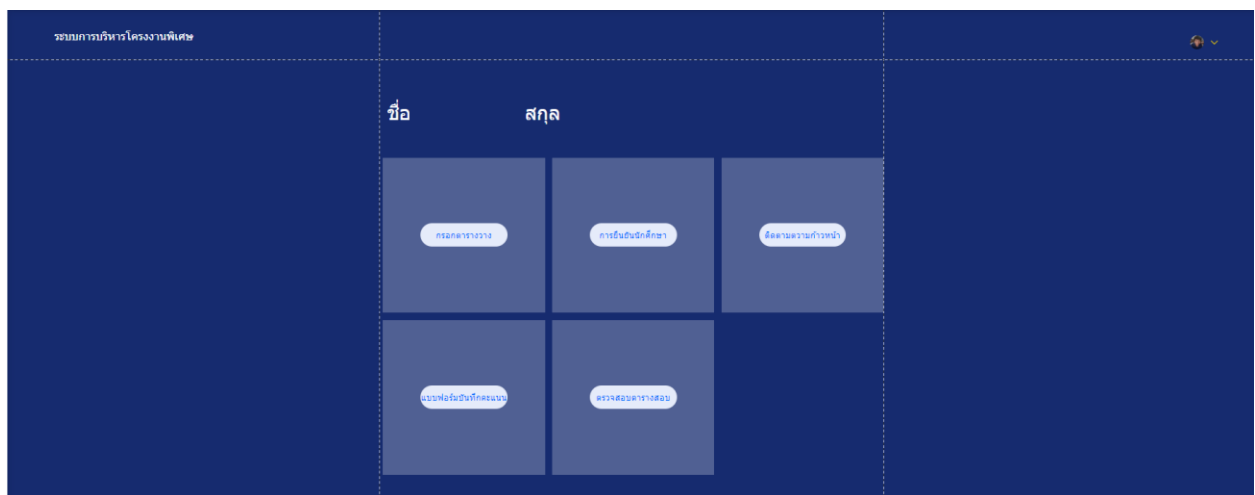 ระบบการบริหารโครงงานพิเศษ
ชื่อ สกุล
กรอกตารางวาง
การยืนยันนักศึกษา
ติดตามความก้าวหน้า
แบบฟอร์มบันทึกคะแนน
ตรวจสอบตารางสอบ